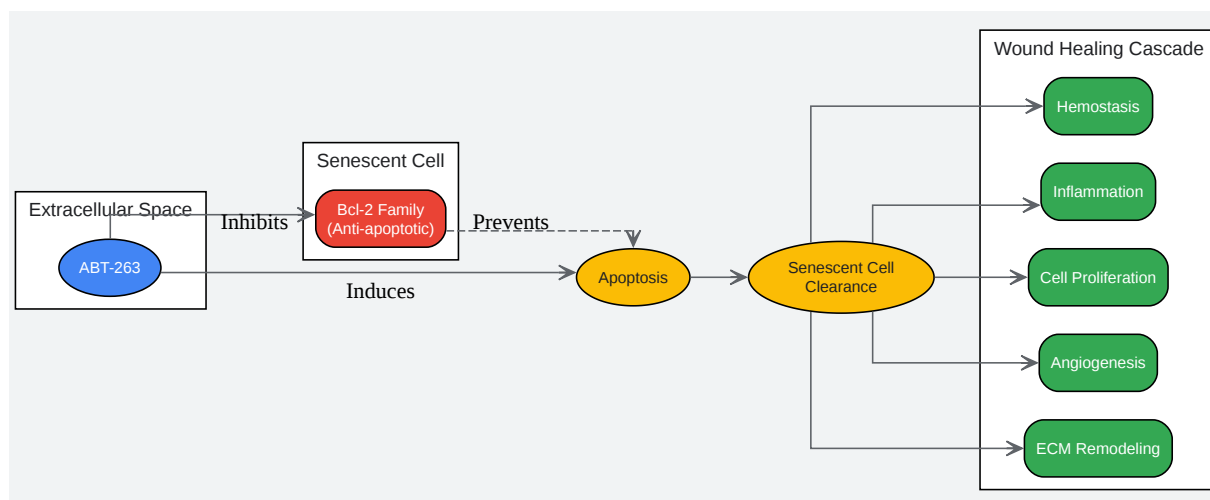 Extracellular Space
ABT-263
Inhibits
Senescent Cell
Bcl-2 Family
(Anti-apoptotic)
Prevents
Induces
Apoptosis
Senescent Cell
Clearance
Wound Healing Cascade
Hemostasis
Inflammation
Cell Proliferation
Angiogenesis
ECM Remodeling